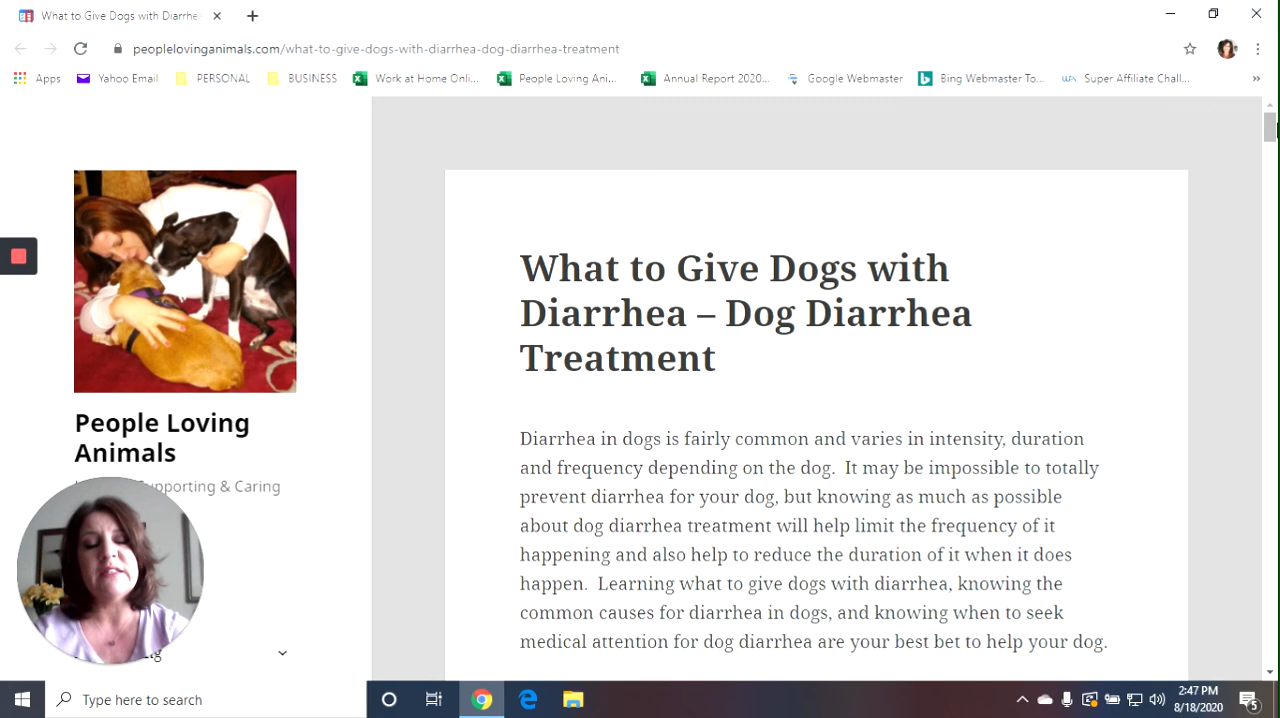 What to Give Dogs with Diarrhe
peoplelovinganimals.com/what-to-give-dogs-with-diarrhea-dog-diarrhea-treatment
Apps Yahoo Email PERSONAL BUSINESS Work at Home Onli... People Loving Ani... Annual Report 2020... Google Webmaster Bing Webmaster To... Super Affiliate Chall... »
What to Give Dogs with
Diarrhea – Dog Diarrhea
Treatment
People Loving
Animals
upporting & Caring
Diarrhea in dogs is fairly common and varies in intensity, duration
and frequency depending on the dog. It may be impossible to totally
prevent diarrhea for your dog, but knowing as much as possible
about dog diarrhea treatment will help limit the frequency of it
happening and also help to reduce the duration of it when it does
happen. Learning what to give dogs with diarrhea, knowing the
common causes for diarrhea in dogs, and knowing when to seek
medical attention for dog diarrhea are your best bet to help your dog.
Type here to search
2:47 PM
8/18/2020
5